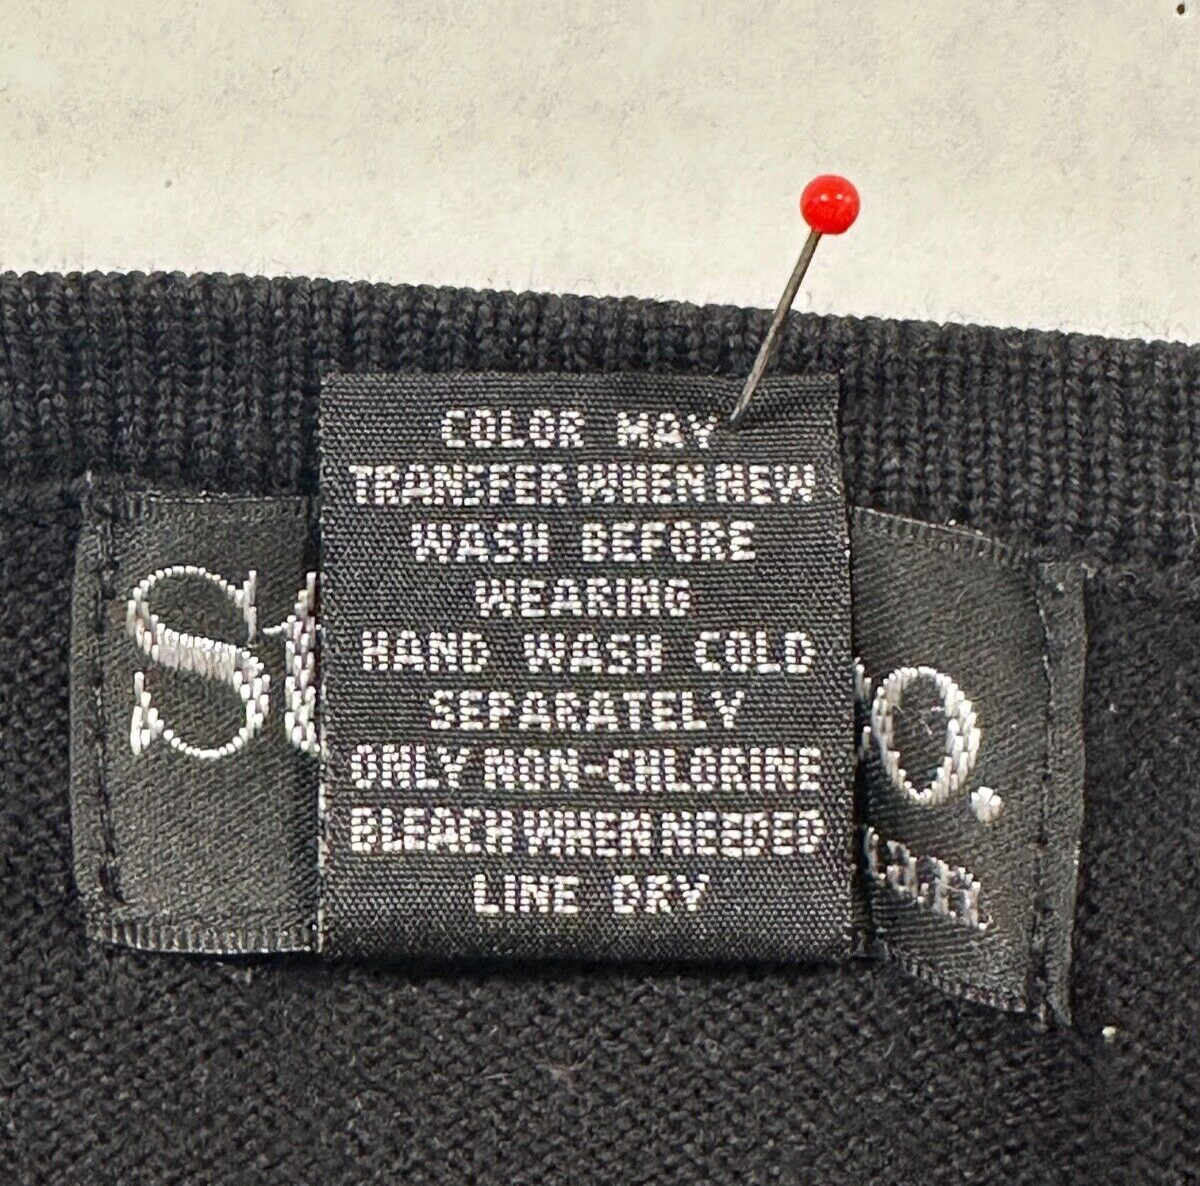 COLOR MAY
TRANSFER WHEN NEW
WASH BEFORE
WEARING
HAND WASH COLD
SEPARATELY
ONLY NON-CHLORINE
BLEACH WHEN NEEDED
LINE DRY